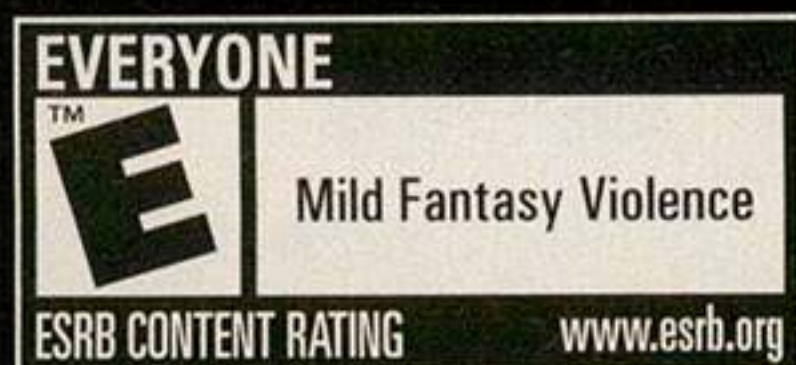 EVERYONE
TM
E
Mild Fantasy Violence
ESRB CONTENT RATING www.esrb.org